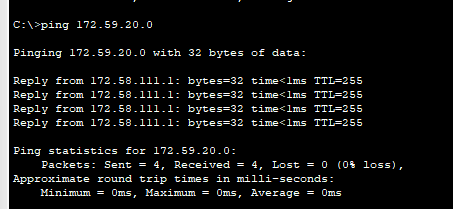 C:\>ping 172.59.20.0
Pinging 172.59.20.0 with 32 bytes of data:
Reply from 172.58.111.1: bytes=32 time<1ms TTL=255
Reply from 172.58.111.1: bytes=32 time<1ms TTL=255
Reply from 172.58.111.1: bytes=32 time<1ms TTL=255
Reply from 172.58.111.1: bytes=32 time<1ms TTL=255
Ping statistics for 172.59.20.0:
    Packets: Sent = 4, Received = 4, Lost = 0 (0% loss),
Approximate round trip times in milli-seconds:
    Minimum = 0ms, Maximum = 0ms, Average = 0ms